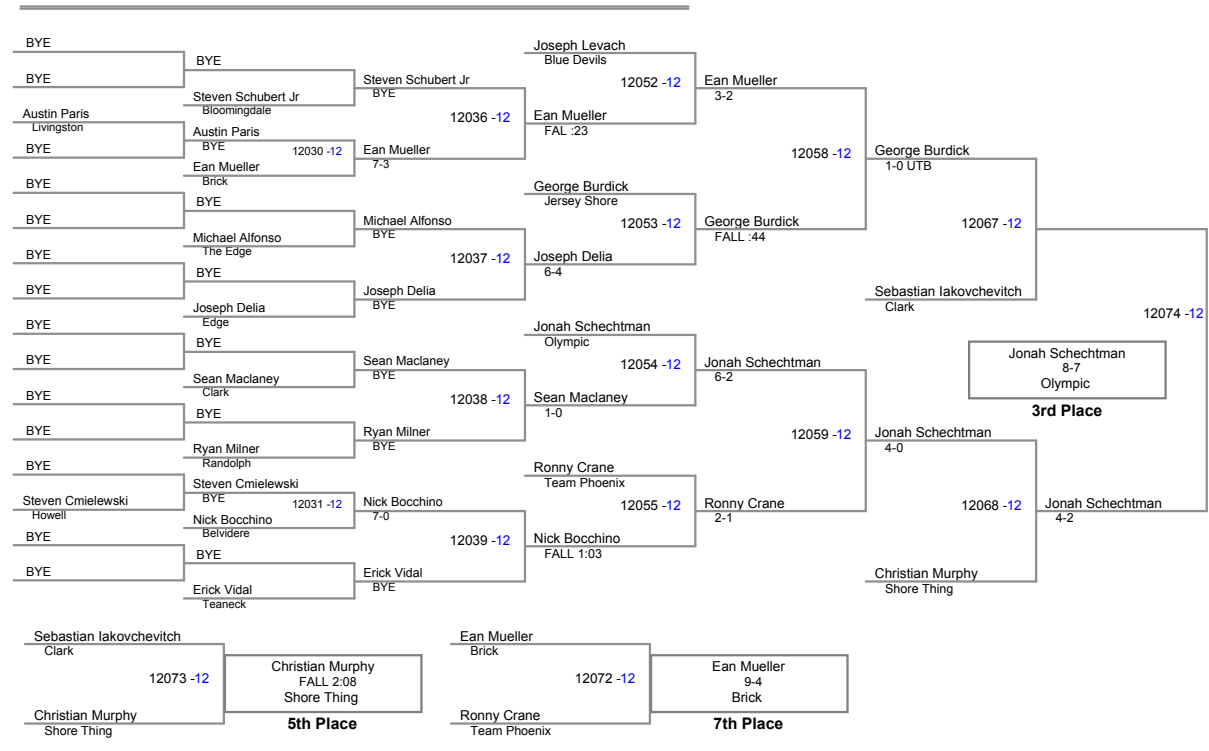 BYE
BYE
Austin Paris
Livingston
BYE
BYE
BYE
BYE
BYE
BYE
BYE
BYE
BYE
BYE
Steven Cmielewski
Howell
BYE
BYE
BYE
Steven Schubert Jr
Bloomingdale
Austin Paris
BYE
12030 -12
Ean Mueller
Brick
BYE
Michael Alfonso
The Edge
BYE
Joseph Delia
Edge
BYE
Sean Maclaney
Clark
BYE
Ryan Milner
Randolph
Steven Cmielewski
BYE
12031 -12
Nick Bocchino
Belvidere
BYE
Erick Vidal
Teaneck
Steven Schubert Jr
BYE
12036 -12
Ean Mueller
7-3
Michael Alfonso
BYE
12037 -12
Joseph Delia
BYE
Sean Maclaney
BYE
12038 -12
Ryan Milner
BYE
Nick Bocchino
7-0
12039 -12
Erick Vidal
BYE
Joseph Levach
Blue Devils
12052 -12
Ean Mueller
FAL :23
George Burdick
Jersey Shore
12053 -12
Joseph Delia
6-4
Jonah Schechtman
Olympic
12054 -12
Sean Maclaney
1-0
Ronny Crane
Team Phoenix
12055 -12
Nick Bocchino
FALL 1:03
Ean Mueller
3-2
12058 -12
George Burdick
FALL :44
Jonah Schechtman
6-2
12059 -12
Ronny Crane
2-1
George Burdick
1-0 UTB
12067 -12
Sebastian Iakovchevitch
Clark
Jonah Schechtman
4-0
12068 -12
Christian Murphy
Shore Thing
12074 -12
Jonah Schechtman
4-2
Jonah Schechtman
8-7
Olympic
3rd Place
Sebastian Iakovchevitch
Clark
12073 -12
Christian Murphy
Shore Thing
Christian Murphy
FALL 2:08
Shore Thing
5th Place
Ean Mueller
Brick
12072 -12
Ronny Crane
Team Phoenix
Ean Mueller
9-4
Brick
7th Place